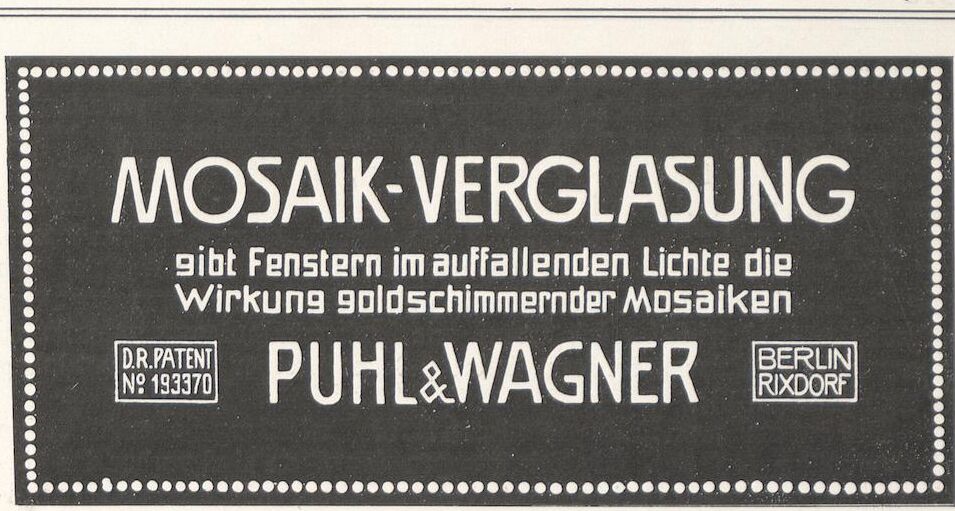 MOSAIK-VERGLASUNG
gibt Fenstern im auffallenden Lichte die
Wirkung goldschimmernder Mosaiken
D.R.PATENT
Nº 193370
PUHL & WAGNER
BERLIN
RIXDORF